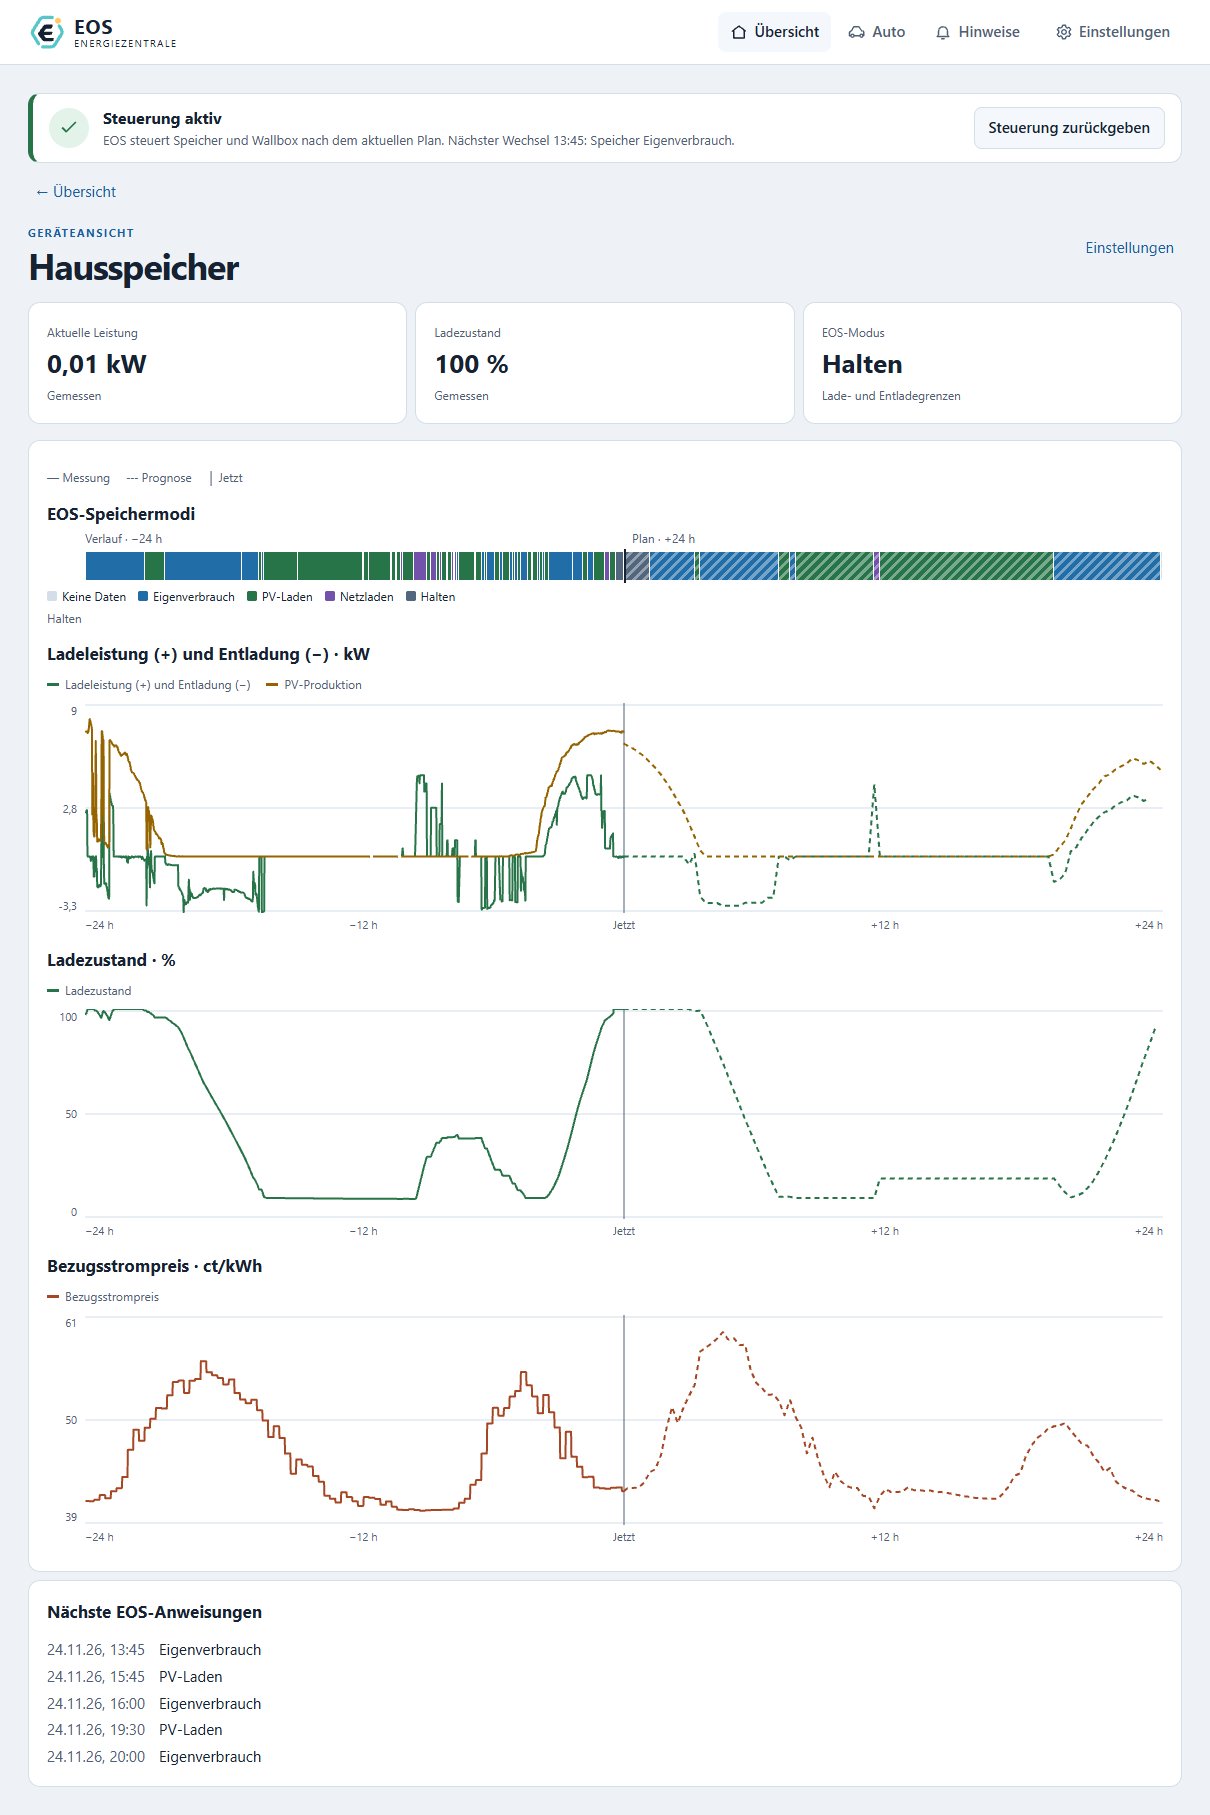 EOS
ENERGIEZENTRALE
Übersicht
Auto
Hinweise
Einstellungen
Steuerung aktiv
EOS steuert Speicher und Wallbox nach dem aktuellen Plan. Nächster Wechsel 13:45: Speicher Eigenverbrauch.
Steuerung zurückgeben
← Übersicht
GERÄTEANSICHT
Hausspeicher
Einstellungen
Aktuelle Leistung
0,01 kW
Gemessen
Ladezustand
100 %
Gemessen
EOS-Modus
Halten
Lade- und Entladegrenzen
— Messung --- Prognose | Jetzt
EOS-Speichermodi
Verlauf · −24 h
Plan · +24 h
Keine Daten Eigenverbrauch PV-Laden Netzladen Halten
Halten
Ladeleistung (+) und Entladung (−) · kW
Ladeleistung (+) und Entladung (−) PV-Produktion
9
2,8
-3,3
−24 h −12 h Jetzt +12 h +24 h
Ladezustand · %
Ladezustand
100
50
0
−24 h −12 h Jetzt +12 h +24 h
Bezugsstrompreis · ct/kWh
Bezugsstrompreis
61
50
39
−24 h −12 h Jetzt +12 h +24 h
Nächste EOS-Anweisungen
24.11.26, 13:45 Eigenverbrauch
24.11.26, 15:45 PV-Laden
24.11.26, 16:00 Eigenverbrauch
24.11.26, 19:30 PV-Laden
24.11.26, 20:00 Eigenverbrauch